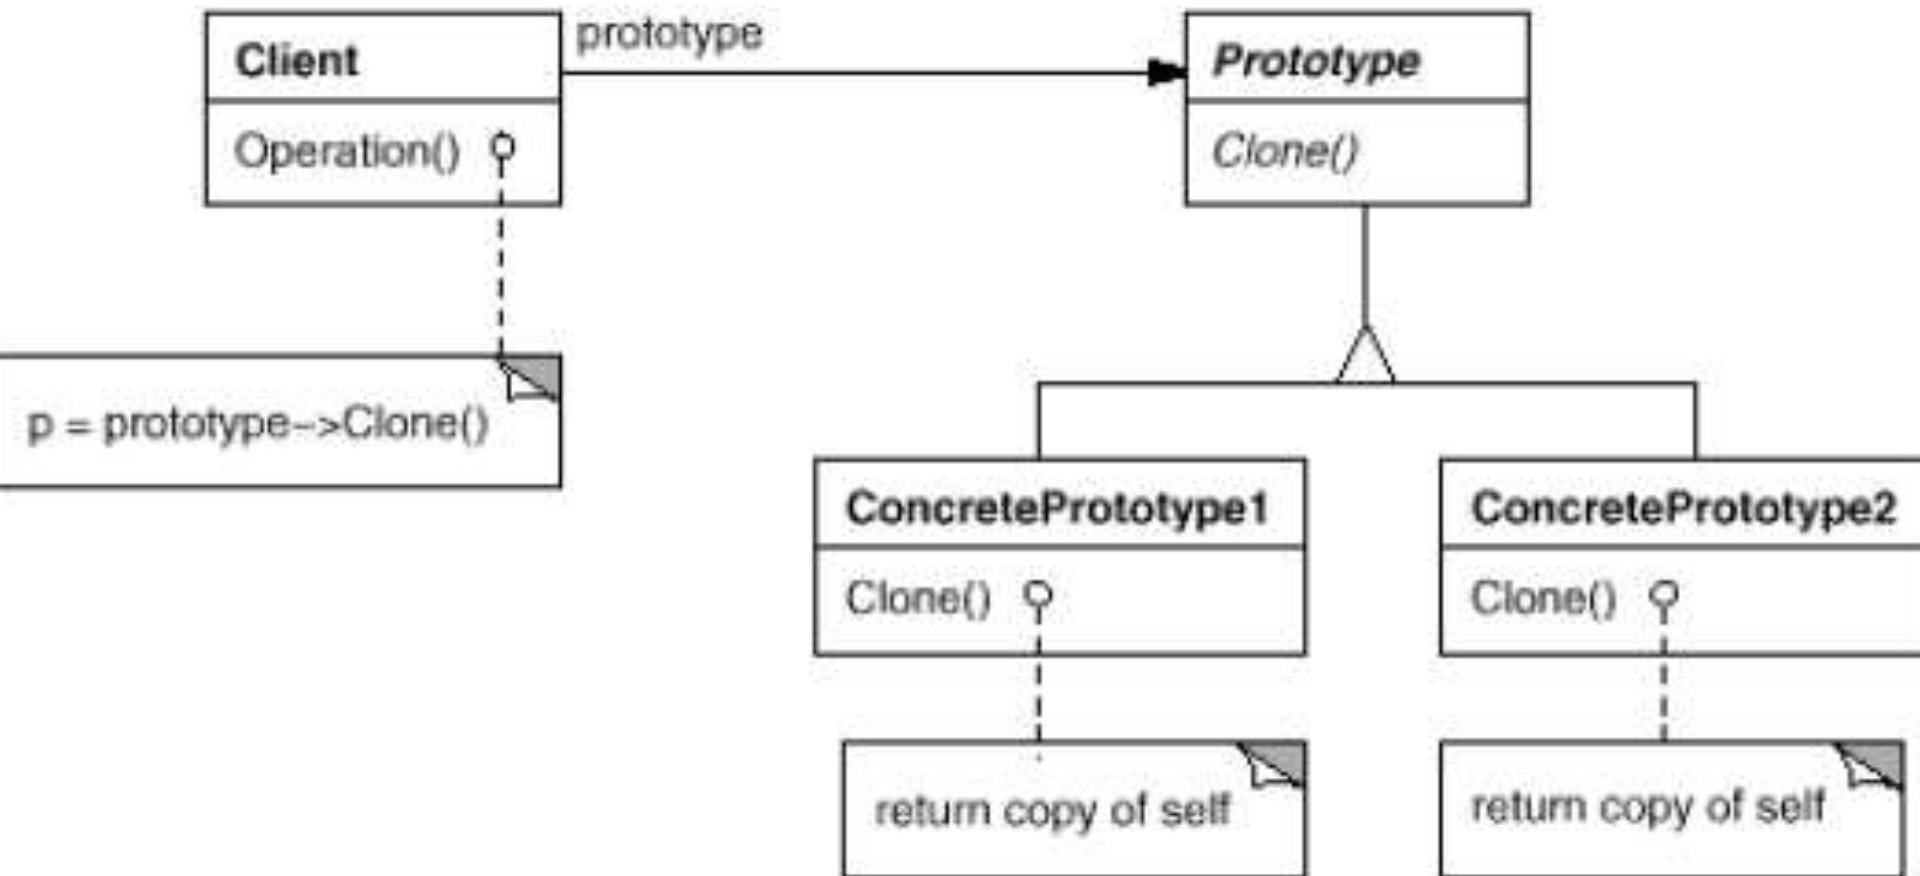 Client
prototype
Prototype
Operation()
Clone()
p = prototype–>Clone()
ConcretePrototype1
ConcretePrototype2
Clone()
Clone()
return copy of self
return copy of self